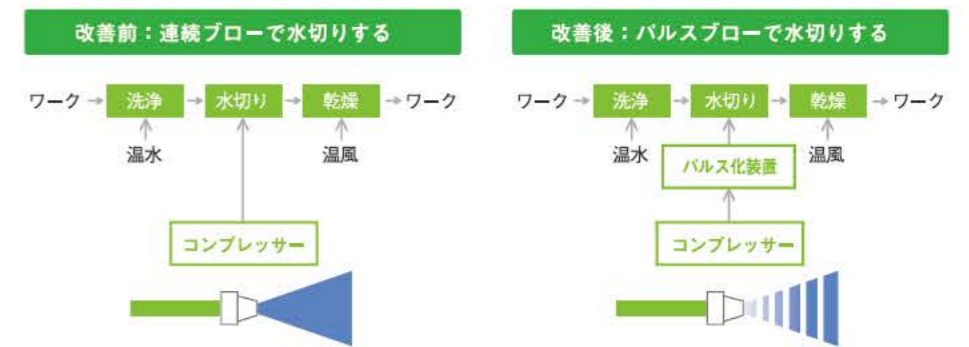 改善前：連続ブローで水切りする
ワーク → 洗浄 → 水切り → 乾燥 → ワーク
温水 温風
コンプレッサー
改善後：パルスブローで水切りする
ワーク → 洗浄 → 水切り → 乾燥 → ワーク
温水 温風
パルス化装置
コンプレッサー